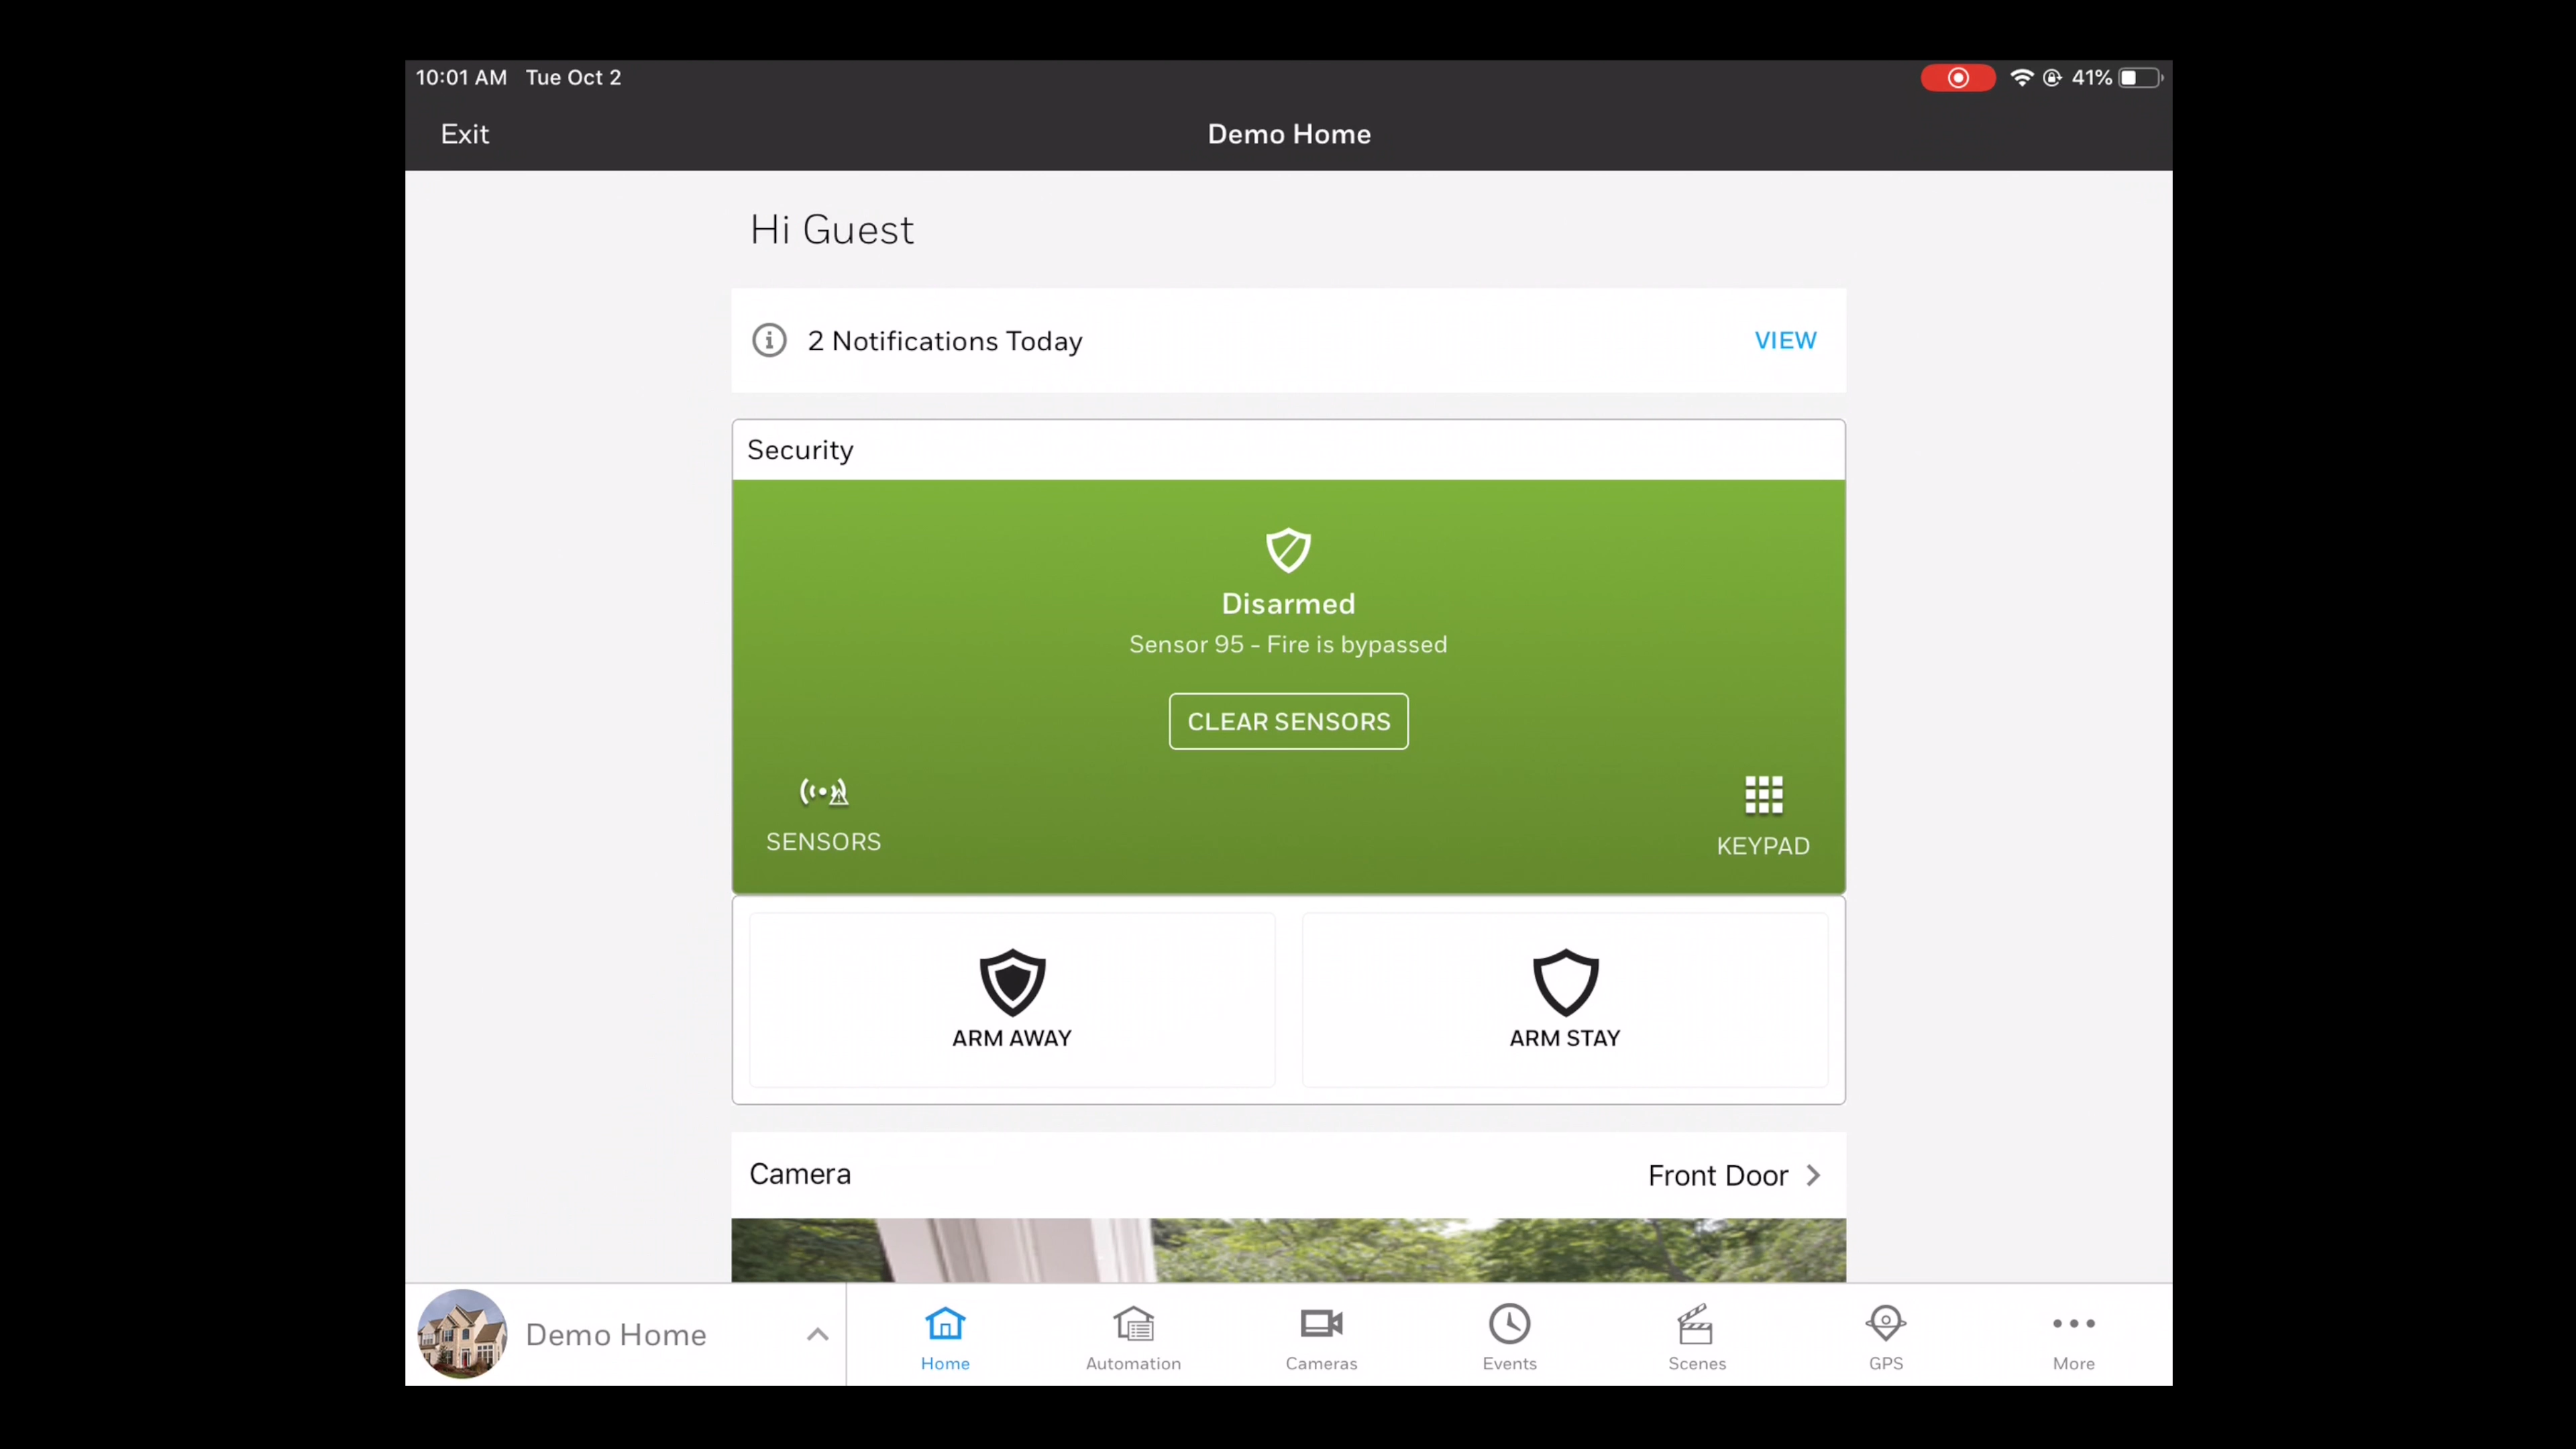 10:01 AM Tue Oct 2
41%
Exit
Demo Home
Hi Guest
2 Notifications Today
VIEW
Security
Disarmed
Sensor 95 - Fire is bypassed
CLEAR SENSORS
SENSORS
KEYPAD
ARM AWAY
ARM STAY
Camera
Front Door
Demo Home
Home
Automation
Cameras
Events
Scenes
GPS
More